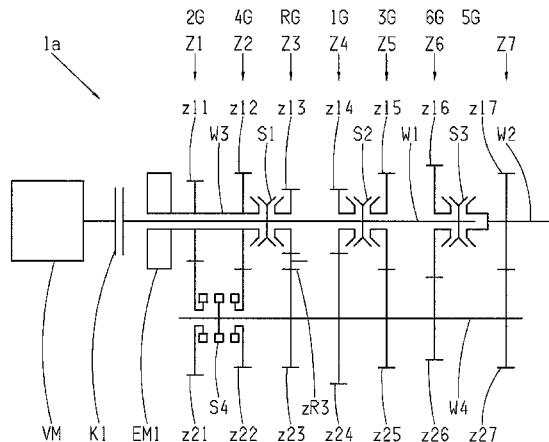 2G 4G RG 1G 3G 6G 5G
1a Z1 Z2 Z3 Z4 Z5 Z6 Z7
z11 z12 z13 z14 z15 z16 z17
W3 S1 S2 W1 S3 W2
S4 zR3 W4
VM K1 EM1 z21 z22 z23 z24 z25 z26 z27